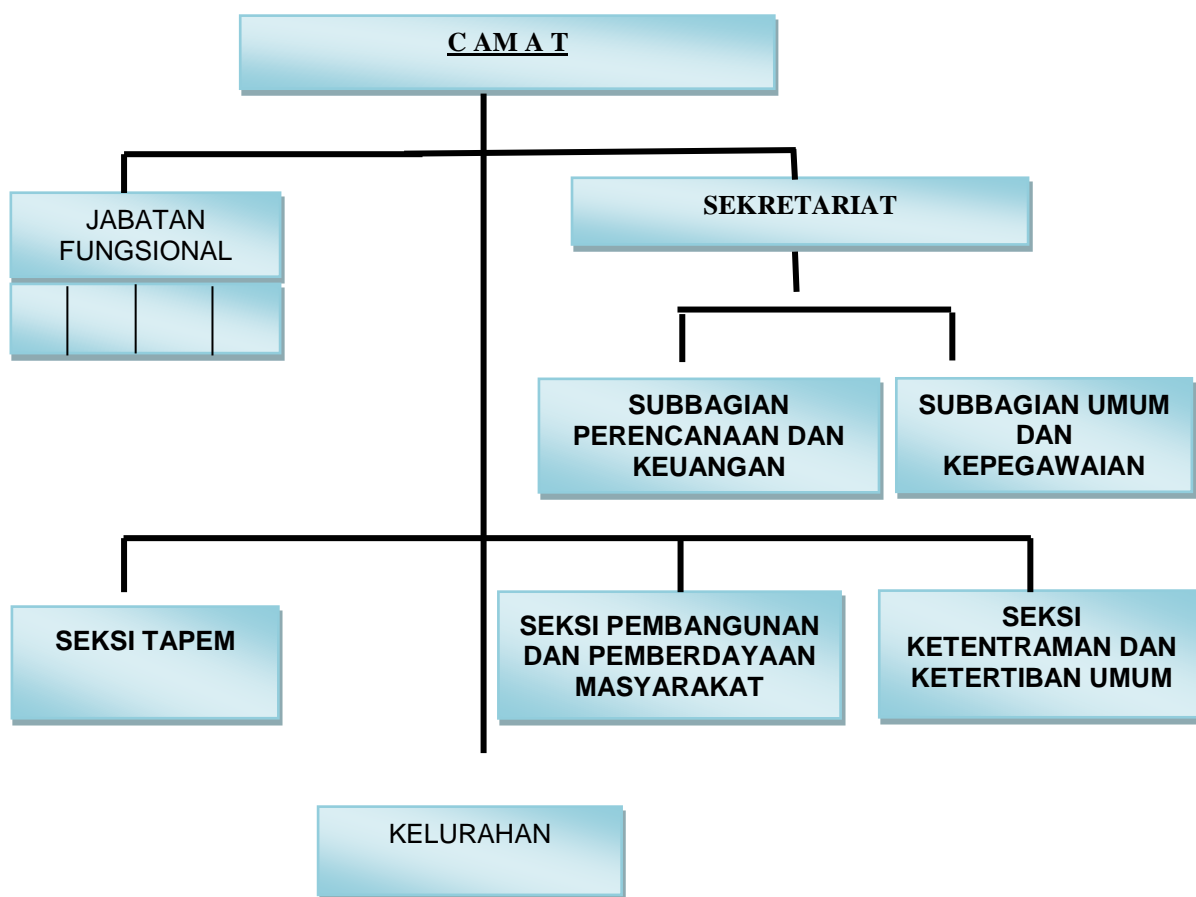 C AM A T
JABATAN
FUNGSIONAL
SEKRETARIAT
SUBBAGIAN
PERENCANAAN DAN
KEUANGAN
SUBBAGIAN UMUM
DAN
KEPEGAWAIAN
SEKSI TAPEM
SEKSI PEMBANGUNAN
DAN PEMBERDAYAAN
MASYARAKAT
SEKSI
KETENTRAMAN DAN
KETERTIBAN UMUM
KELURAHAN